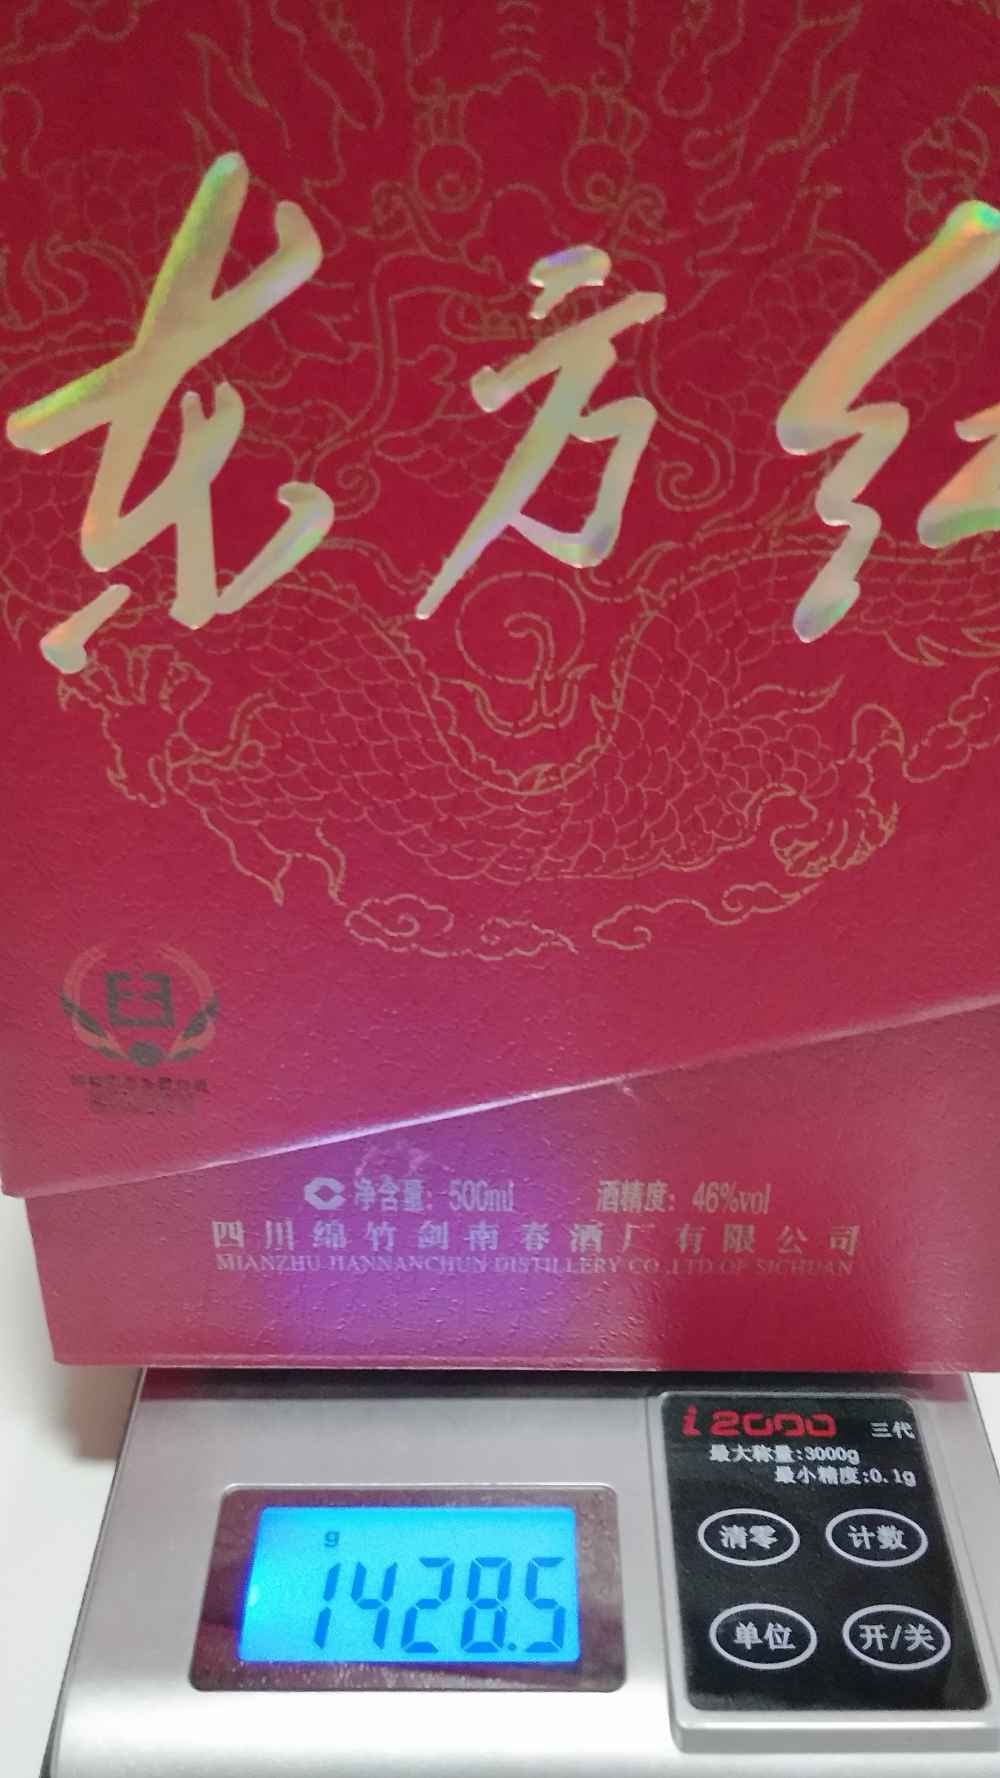 东方红
净含量：500ml 酒精度：46%vol
四川绵竹剑南春酒厂有限公司
MIANZHU JIANNANCHUN DISTILLERY CO.,LTD OF SICHUAN
i2000 三代
最大称量:3000g
最小精度:0.1g
清零 计数
g
1428.5
单位 开/关